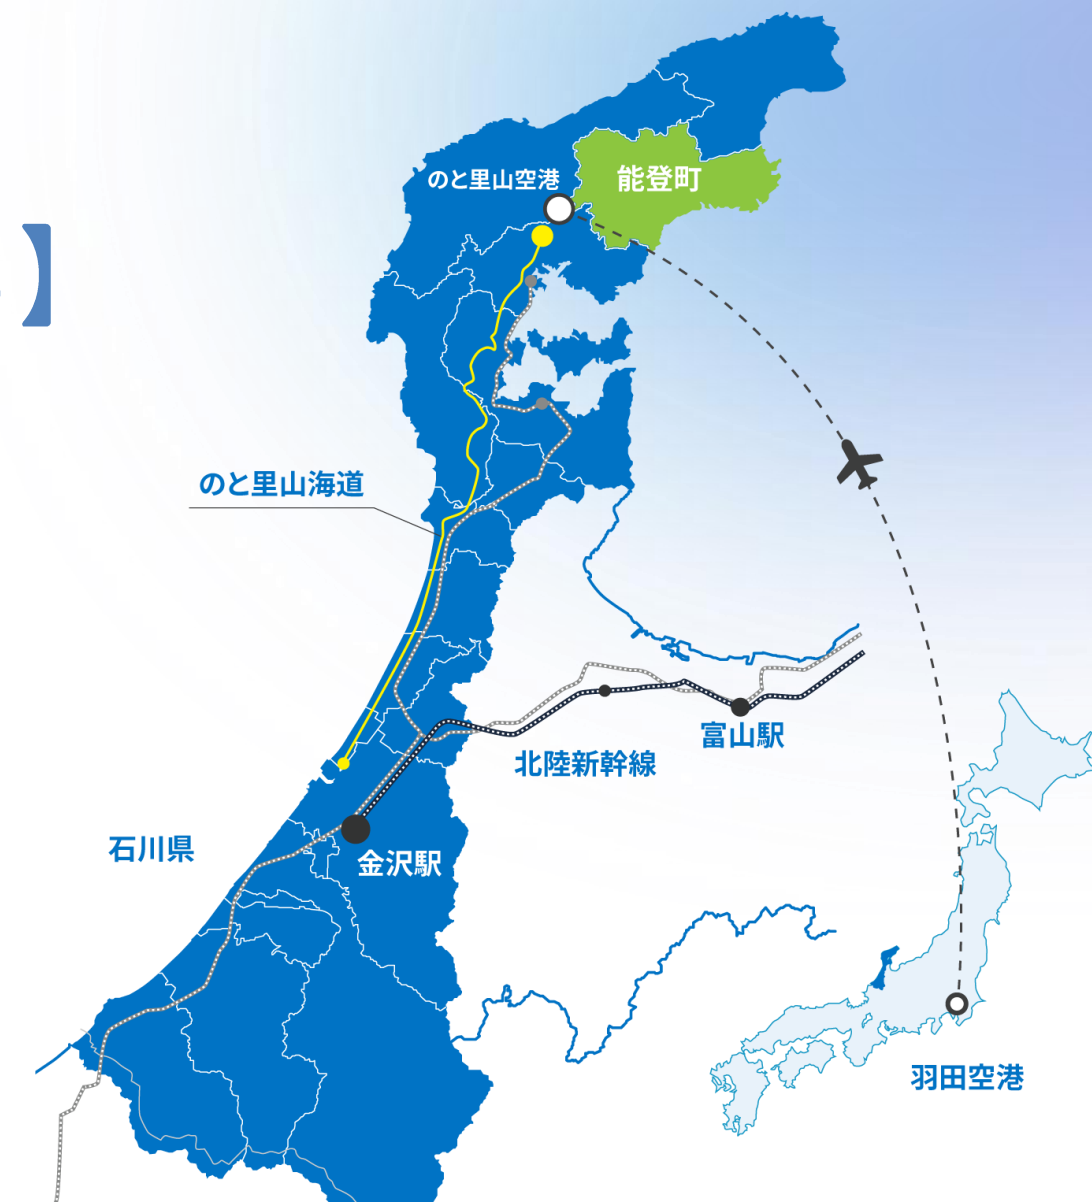 のと里山空港
能登町
】
のと里山海道
富山駅
北陸新幹線
石川県
金沢駅
羽田空港